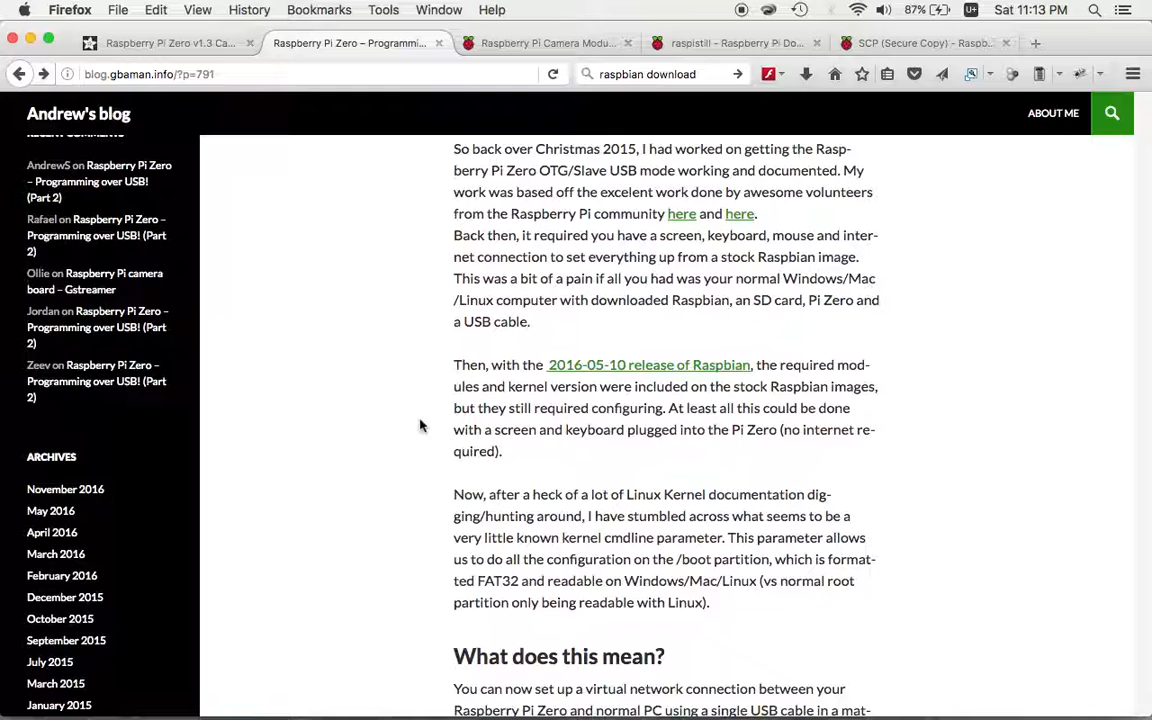 Firefox File Edit View History Bookmarks Tools Window Help 87% U+ Sat 11:13 PM
Raspberry Pi Zero v1.3 Ca... Raspberry Pi Zero – Programmi... Raspberry Pi Camera Modu... raspistill – Raspberry Pi Do... SCP (Secure Copy) – Raspb...
blog.gbaman.info/?p=791 raspbian download
Andrew's blog
ABOUT ME
RECENT COMMENTS
AndrewS on Raspberry Pi Zero
– Programming over USB!
(Part 2)
Rafael on Raspberry Pi Zero –
Programming over USB! (Part
2)
Ollie on Raspberry Pi camera
board – Gstreamer
Jordan on Raspberry Pi Zero –
Programming over USB! (Part
2)
Zeev on Raspberry Pi Zero –
Programming over USB! (Part
2)
ARCHIVES
November 2016
May 2016
April 2016
March 2016
February 2016
December 2015
October 2015
September 2015
July 2015
March 2015
January 2015
So back over Christmas 2015, I had worked on getting the Rasp-
berry Pi Zero OTG/Slave USB mode working and documented. My
work was based off the excelent work done by awesome volunteers
from the Raspberry Pi community here and here.
Back then, it required you have a screen, keyboard, mouse and inter-
net connection to set everything up from a stock Raspbian image.
This was a bit of a pain if all you had was your normal Windows/Mac
/Linux computer with downloaded Raspbian, an SD card, Pi Zero and
a USB cable.
Then, with the 2016-05-10 release of Raspbian, the required mod-
ules and kernel version were included on the stock Raspbian images,
but they still required configuring. At least all this could be done
with a screen and keyboard plugged into the Pi Zero (no internet re-
quired).
Now, after a heck of a lot of Linux Kernel documentation dig-
ging/hunting around, I have stumbled across what seems to be a
very little known kernel cmdline parameter. This parameter allows
us to do all the configuration on the /boot partition, which is format-
ted FAT32 and readable on Windows/Mac/Linux (vs normal root
partition only being readable with Linux).
What does this mean?
You can now set up a virtual network connection between your
Raspberry Pi Zero and normal PC using a single USB cable in a mat-